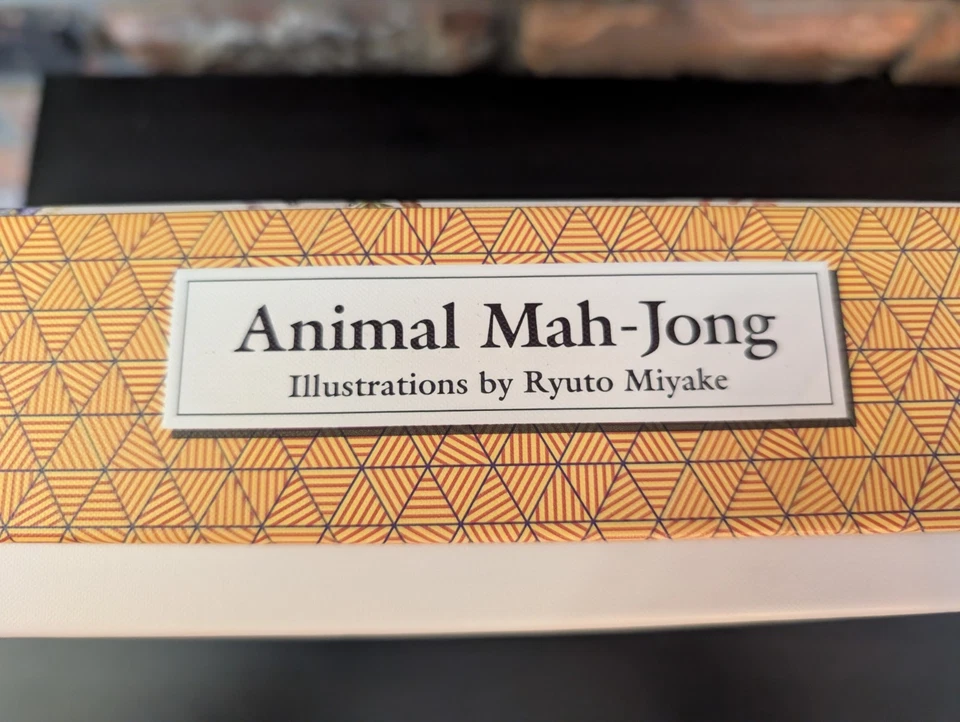 Animal Mah-Jong
Illustrations by Ryuto Miyake